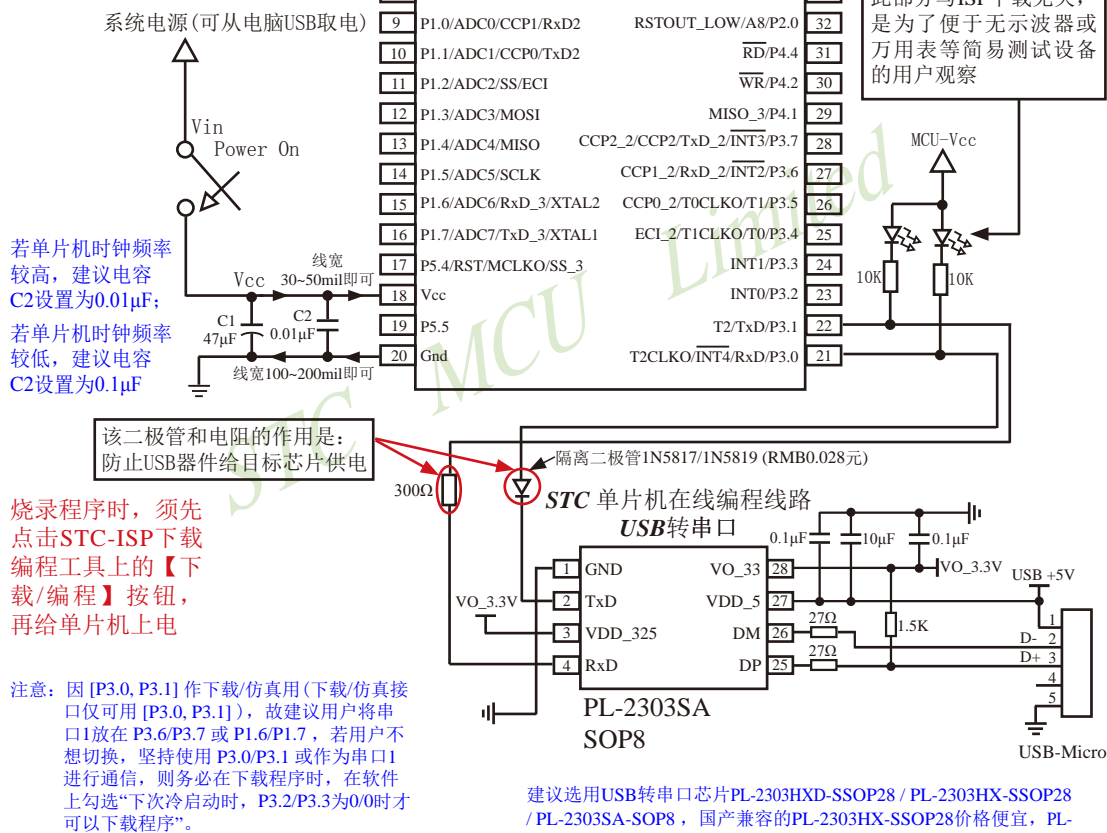 系统电源(可从电脑USB取电)
9 P1.0/ADC0/CCP1/RxD2
10 P1.1/ADC1/CCP0/TxD2
11 P1.2/ADC2/SS/ECI
12 P1.3/ADC3/MOSI
13 P1.4/ADC4/MISO
14 P1.5/ADC5/SCLK
15 P1.6/ADC6/RxD_3/XTAL2
16 P1.7/ADC7/TxD_3/XTAL1
17 P5.4/RST/MCLKO/SS_3
18 Vcc
19 P5.5
20 Gnd
RSTOUT_LOW/A8/P2.0 32
RD/P4.4 31
WR/P4.2 30
MISO_3/P4.1 29
CCP2_2/CCP2/TxD_2/INT3/P3.7 28
CCP1_2/RxD_2/INT2/P3.6 27
CCP0_2/T0CLKO/T1/P3.5 26
ECI_2/T1CLKO/T0/P3.4 25
INT1/P3.3 24
INT0/P3.2 23
T2/TxD/P3.1 22
T2CLKO/INT4/RxD/P3.0 21
是为了便于无示波器或
万用表等简易测试设备
的用户观察
MCU-Vcc
10K
10K
Vin
Power On
若单片机时钟频率
较高，建议电容
C2设置为0.01μF；
若单片机时钟频率
较低，建议电容
C2设置为0.1μF
Vcc
线宽
30~50mil即可
C1
47μF
C2
0.01μF
线宽100~200mil即可
STC MCU Limited
该二极管和电阻的作用是：
防止USB器件给目标芯片供电
300Ω
隔离二极管1N5817/1N5819 (RMB0.028元)
STC 单片机在线编程线路
USB转串口
烧录程序时，须先
点击STC-ISP下载
编程工具上的【下
载/编程】按钮，
再给单片机上电
0.1μF
10μF
0.1μF
VO_3.3V
USB +5V
VO_3.3V
1 GND
2 TxD
3 VDD_325
4 RxD
VO_33 28
VDD_5 27
DM 26
DP 25
27Ω
27Ω
1.5K
1
D- 2
D+ 3
4
5
USB-Micro
PL-2303SA
SOP8
注意：因 [P3.0, P3.1] 作下载/仿真用(下载/仿真接
口仅可用 [P3.0, P3.1] )，故建议用户将串
口1放在 P3.6/P3.7 或 P1.6/P1.7 ，若用户不
想切换，坚持使用 P3.0/P3.1 或作为串口1
进行通信，则务必在下载程序时，在软件
上勾选“下次冷启动时，P3.2/P3.3为0/0时才
可以下载程序”。
建议选用USB转串口芯片PL-2303HXD-SSOP28 / PL-2303HX-SSOP28
/ PL-2303SA-SOP8 ，国产兼容的PL-2303HX-SSOP28价格便宜，PL-